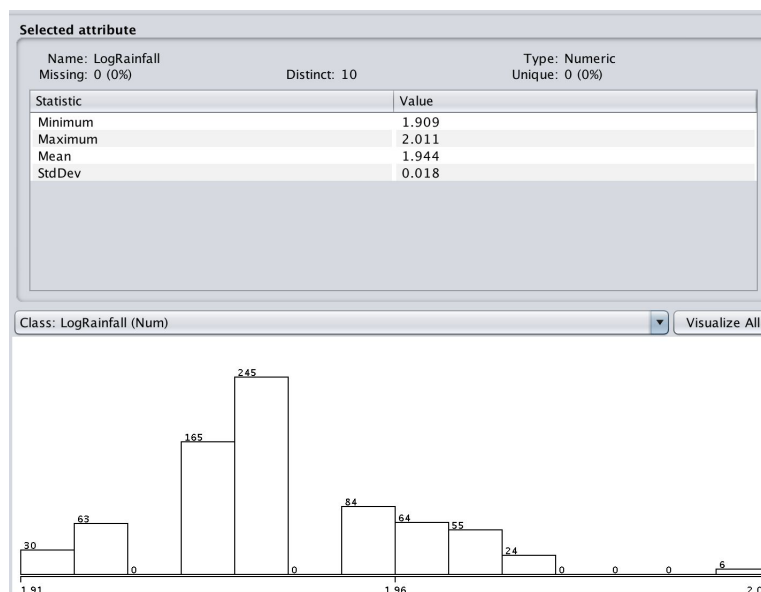 Selected attribute
Name: LogRainfall Type: Numeric
Missing: 0 (0%) Distinct: 10 Unique: 0 (0%)
Statistic Value
Minimum 1.909
Maximum 2.011
Mean 1.944
StdDev 0.018
Class: LogRainfall (Num) Visualize All
245
165
84
63 64
55
30 24
0 0 0 0 0 6
1.91 1.96 2.0